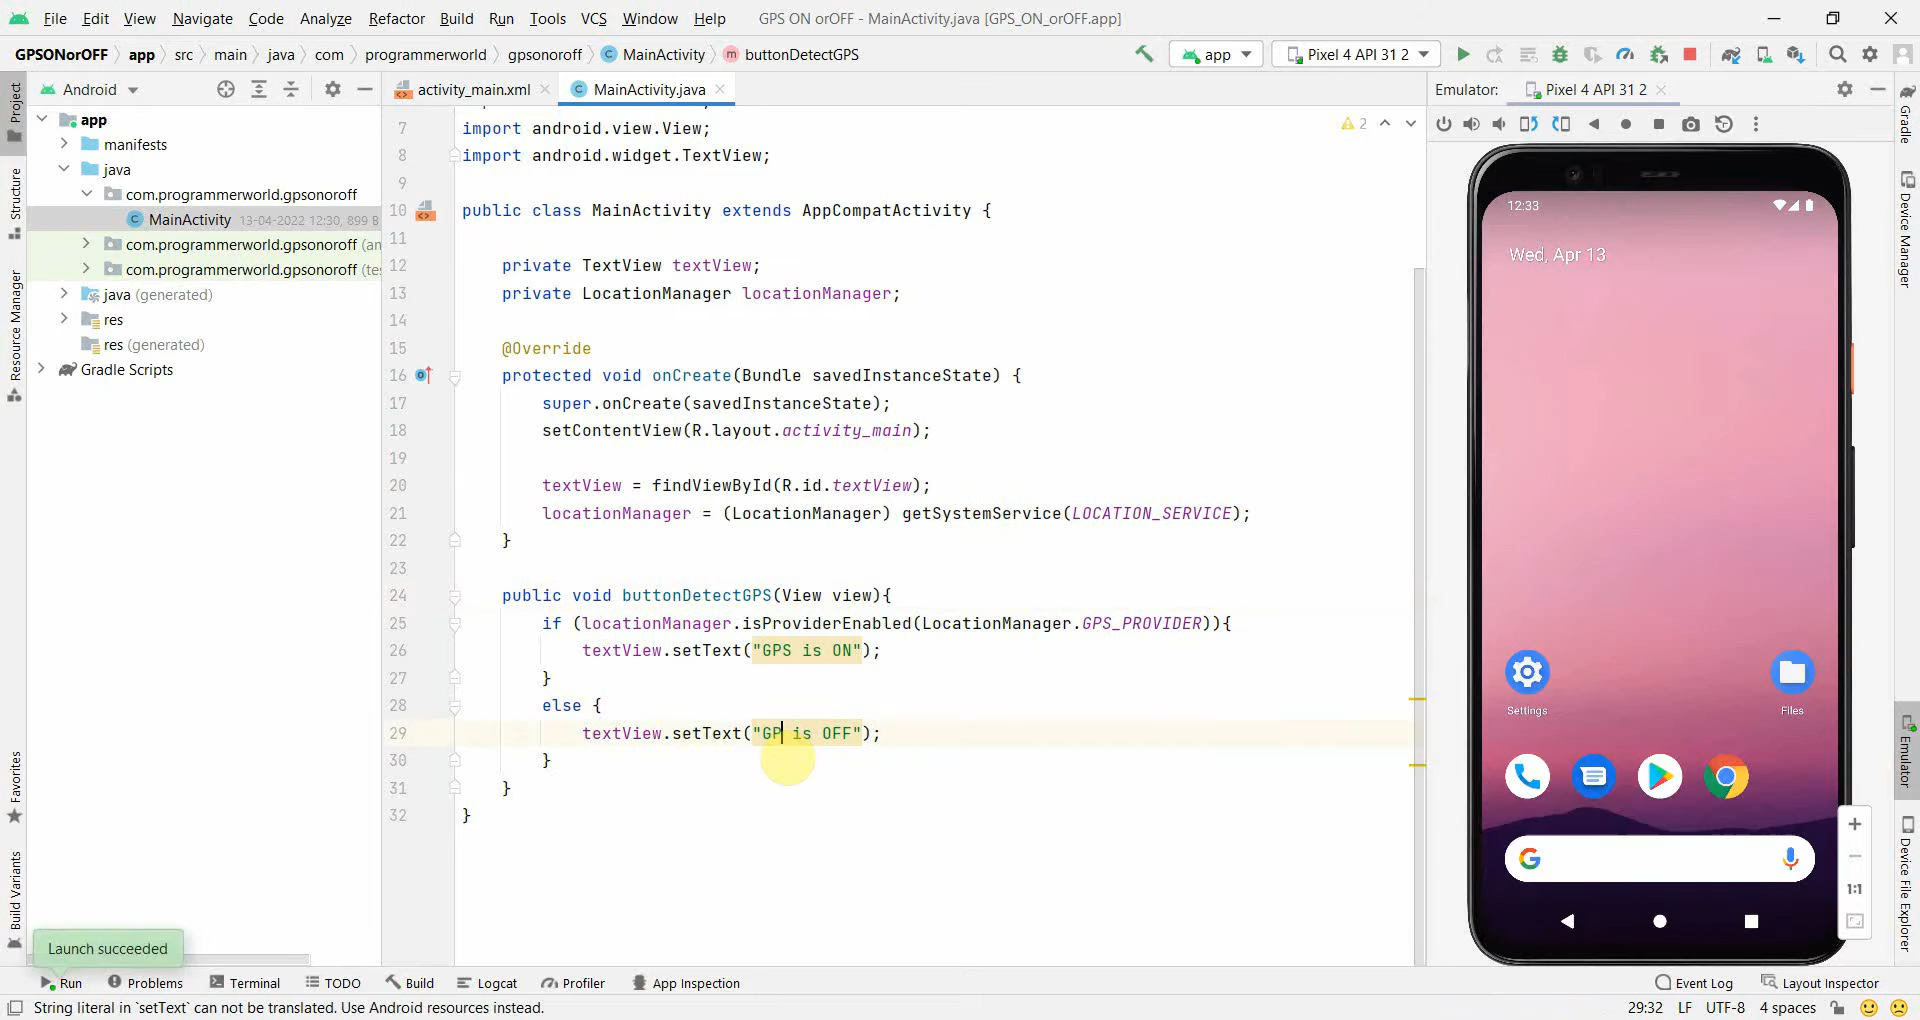 File Edit View Navigate Code Analyze Refactor Build Run Tools VCS Window Help GPS ON orOFF - MainActivity.java [GPS_ON_orOFF.app]
GPSONorOFF app src main java com programmerworld gpsonoroff MainActivity buttonDetectGPS app Pixel 4 API 31 2
Android activity_main.xml MainActivity.java Emulator: Pixel 4 API 31 2
app
manifests
java
com.programmerworld.gpsonoroff
MainActivity 13-04-2022 12:30, 899 B
com.programmerworld.gpsonoroff (an
com.programmerworld.gpsonoroff (tes
java (generated)
res
res (generated)
Gradle Scripts
Project
Structure
Resource Manager
Favorites
Build Variants
2
7 import android.view.View;
8 import android.widget.TextView;
9
10 public class MainActivity extends AppCompatActivity {
11
12 private TextView textView;
13 private LocationManager locationManager;
14
15 @Override
16 protected void onCreate(Bundle savedInstanceState) {
17 super.onCreate(savedInstanceState);
18 setContentView(R.layout.activity_main);
19
20 textView = findViewById(R.id.textView);
21 locationManager = (LocationManager) getSystemService(LOCATION_SERVICE);
22 }
23
24 public void buttonDetectGPS(View view){
25 if (locationManager.isProviderEnabled(LocationManager.GPS_PROVIDER)){
26 textView.setText("GPS is ON");
27 }
28 else {
29 textView.setText("GP is OFF");
30 }
31 }
32 }
12:33
Wed, Apr 13
Settings
Files
1:1
Gradle
Device Manager
Emulator
Device File Explorer
Launch succeeded
Run Problems Terminal TODO Build Logcat Profiler App Inspection Event Log Layout Inspector
String literal in `setText` can not be translated. Use Android resources instead. 29:32 LF UTF-8 4 spaces